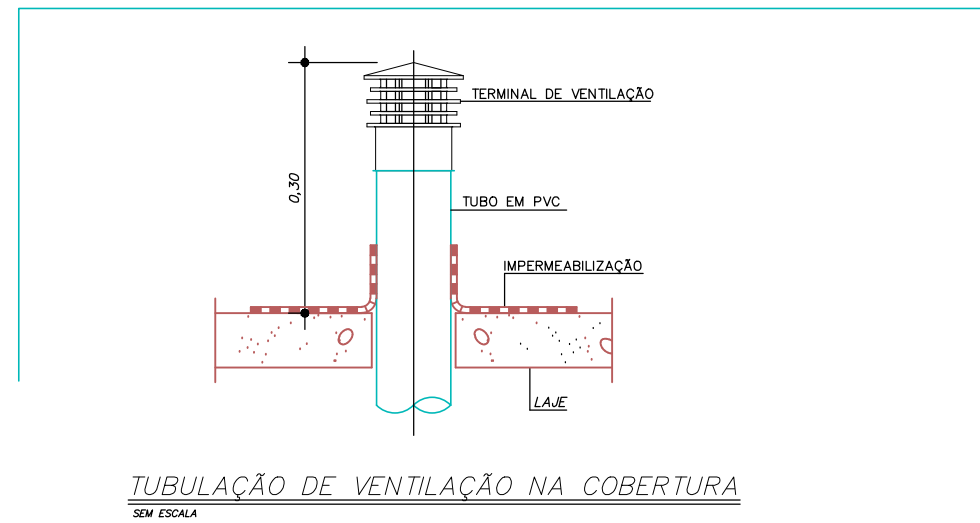 TERMINAL DE VENTILAÇÃO
0,30
TUBO EM PVC
IMPERMEABILIZAÇÃO
LAJE
TUBULAÇÃO DE VENTILAÇÃO NA COBERTURA
SEM ESCALA